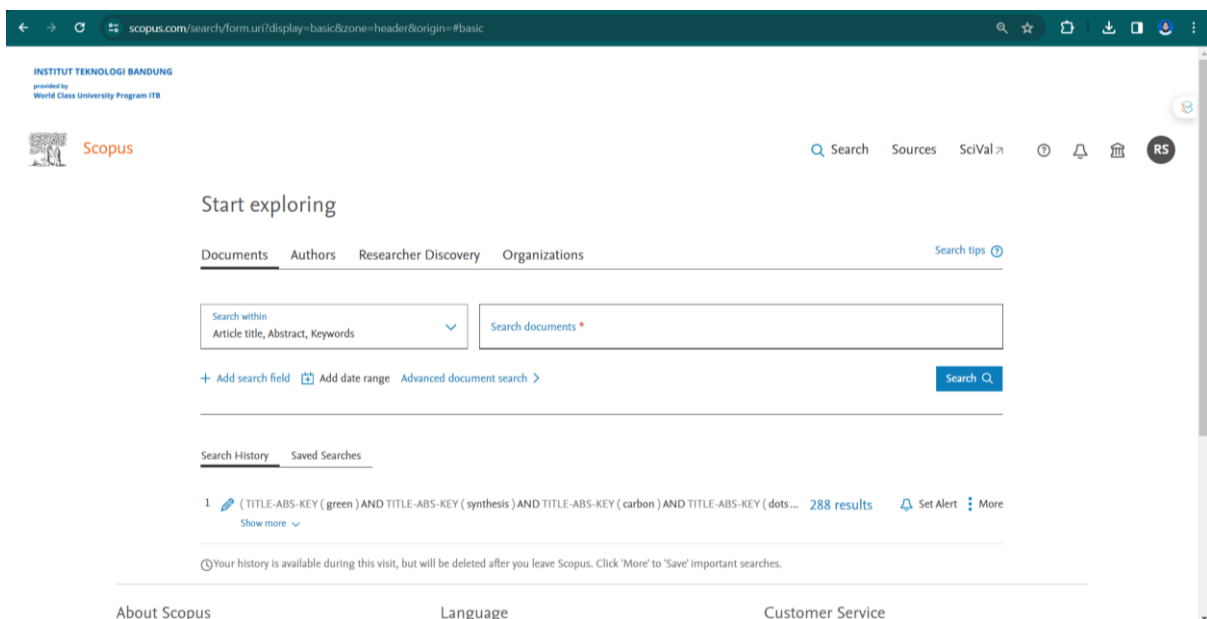 scopus.com/search/form.uri?display=basic&zone=header&origin=#basic
INSTITUT TEKNOLOGI BANDUNG
provided by
World Class University Program ITB
Scopus
Search Sources SciVal RS
Start exploring
Documents Authors Researcher Discovery Organizations Search tips
Search within
Article title, Abstract, Keywords
Search documents *
+ Add search field Add date range Advanced document search
Search
Search History Saved Searches
1 ( TITLE-ABS-KEY ( green ) AND TITLE-ABS-KEY ( synthesis ) AND TITLE-ABS-KEY ( carbon ) AND TITLE-ABS-KEY ( dots ... 288 results Set Alert More
Show more
Your history is available during this visit, but will be deleted after you leave Scopus. Click 'More' to 'Save' important searches.
About Scopus Language Customer Service